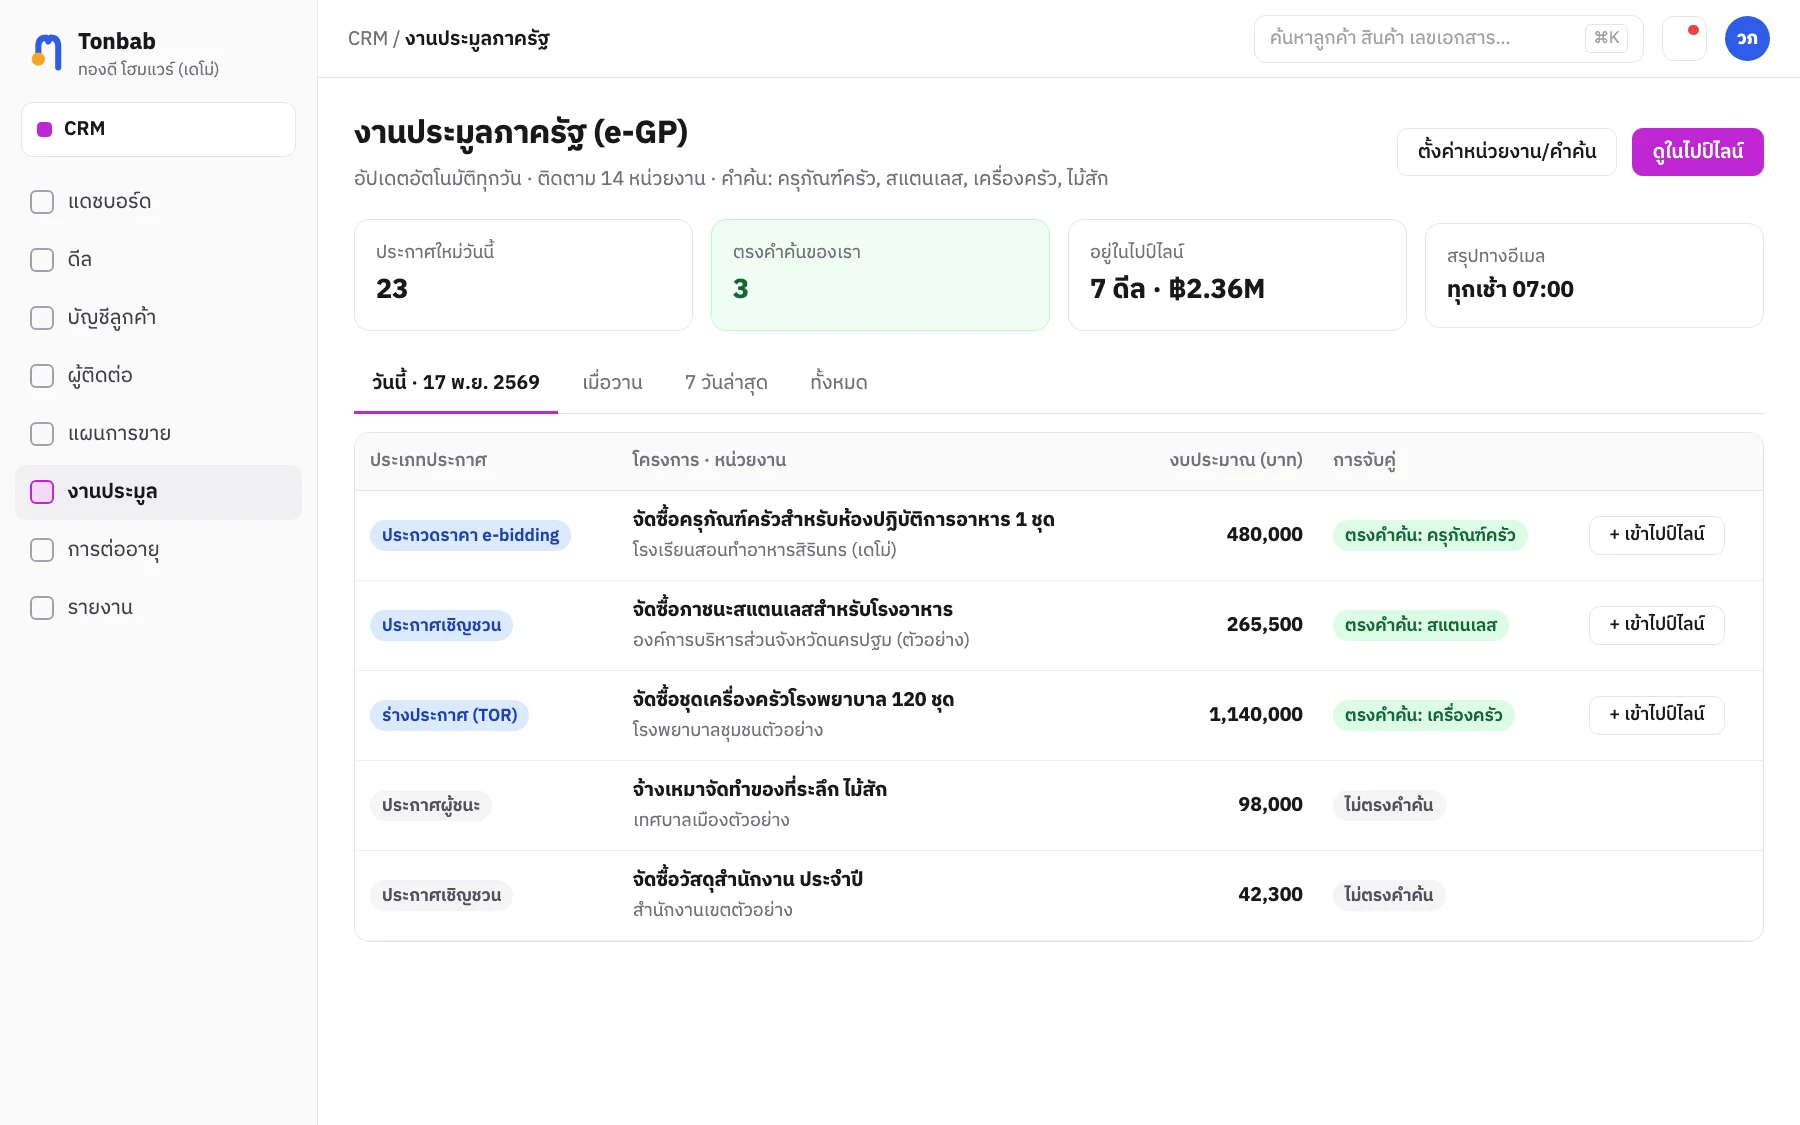 Tonbab
ทองดี โฮมแวร์ (เดโม่)
CRM
แดชบอร์ด
ดีล
บัญชีลูกค้า
ผู้ติดต่อ
แผนการขาย
งานประมูล
การต่ออายุ
รายงาน
CRM / งานประมูลภาครัฐ
ค้นหาลูกค้า สินค้า เลขเอกสาร... ⌘K
วก
งานประมูลภาครัฐ (e-GP)
อัปเดตอัตโนมัติทุกวัน · ติดตาม 14 หน่วยงาน · คำค้น: ครุภัณฑ์ครัว, สแตนเลส, เครื่องครัว, ไม้สัก
ตั้งค่าหน่วยงาน/คำค้น
ดูในไปป์ไลน์
ประกาศใหม่วันนี้
23
ตรงคำค้นของเรา
3
อยู่ในไปป์ไลน์
7 ดีล · ฿2.36M
สรุปทางอีเมล
ทุกเช้า 07:00
วันนี้ · 17 พ.ย. 2569 เมื่อวาน 7 วันล่าสุด ทั้งหมด
ประเภทประกาศ โครงการ · หน่วยงาน งบประมาณ (บาท) การจับคู่
ประกวดราคา e-bidding
จัดซื้อครุภัณฑ์ครัวสำหรับห้องปฏิบัติการอาหาร 1 ชุด
โรงเรียนสอนทำอาหารสิรินทร (เดโม่)
480,000
ตรงคำค้น: ครุภัณฑ์ครัว
+ เข้าไปป์ไลน์
ประกาศเชิญชวน
จัดซื้อภาชนะสแตนเลสสำหรับโรงอาหาร
องค์การบริหารส่วนจังหวัดนครปฐม (ตัวอย่าง)
265,500
ตรงคำค้น: สแตนเลส
+ เข้าไปป์ไลน์
ร่างประกาศ (TOR)
จัดซื้อชุดเครื่องครัวโรงพยาบาล 120 ชุด
โรงพยาบาลชุมชนตัวอย่าง
1,140,000
ตรงคำค้น: เครื่องครัว
+ เข้าไปป์ไลน์
ประกาศผู้ชนะ
จ้างเหมาจัดทำของที่ระลึก ไม้สัก
เทศบาลเมืองตัวอย่าง
98,000
ไม่ตรงคำค้น
ประกาศเชิญชวน
จัดซื้อวัสดุสำนักงาน ประจำปี
สำนักงานเขตตัวอย่าง
42,300
ไม่ตรงคำค้น